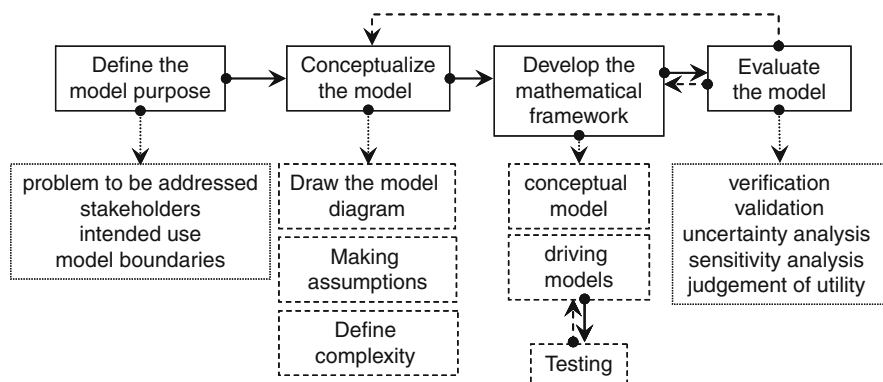 Define the
model purpose
Conceptualize
the model
Develop the
mathematical
framework
Evaluate
the model
problem to be addressed
stakeholders
intended use
model boundaries
Draw the model
diagram
Making
assumptions
Define
complexity
conceptual
model
driving
models
Testing
verification
validation
uncertainty analysis
sensitivity analysis
judgement of utility